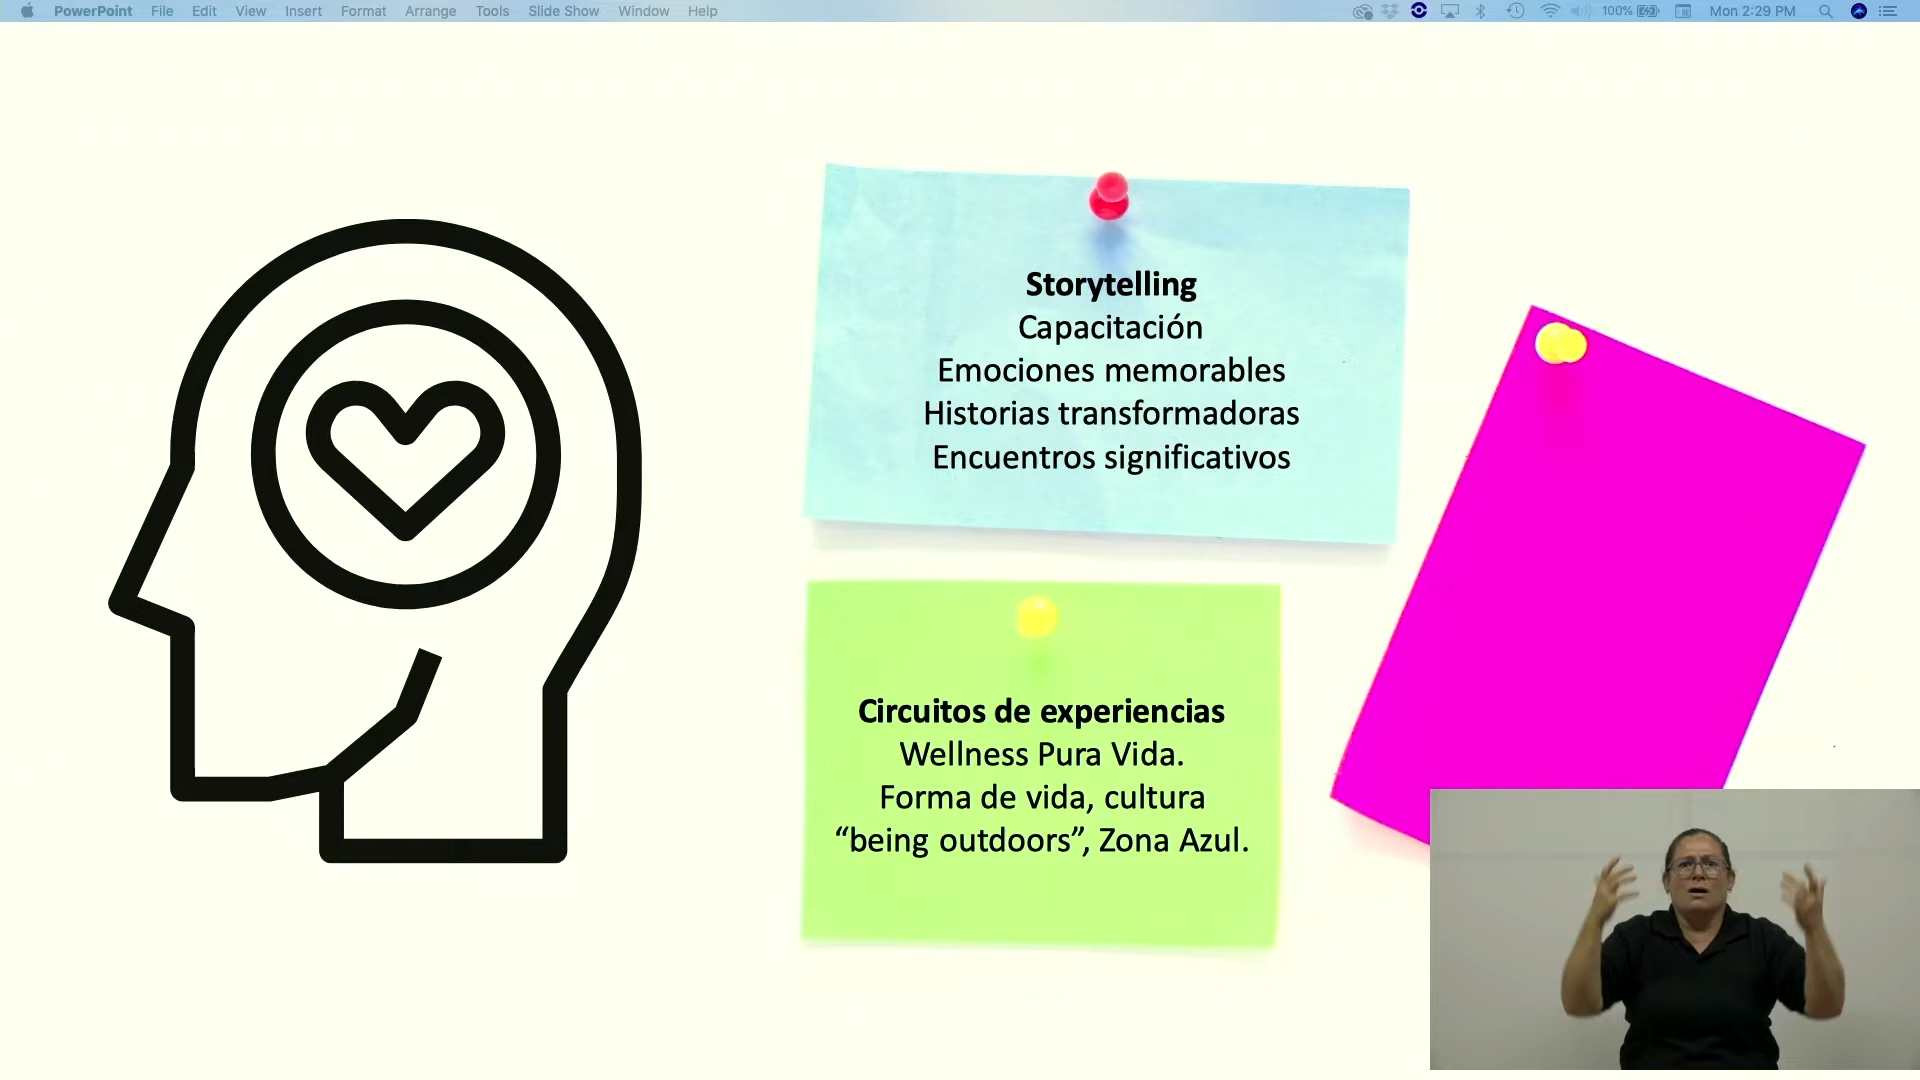 PowerPoint File Edit View Insert Format Arrange Tools Slide Show Window Help 100% Mon 2:29 PM
Storytelling
Capacitación
Emociones memorables
Historias transformadoras
Encuentros significativos
Circuitos de experiencias
Wellness Pura Vida.
Forma de vida, cultura
“being outdoors”, Zona Azul.